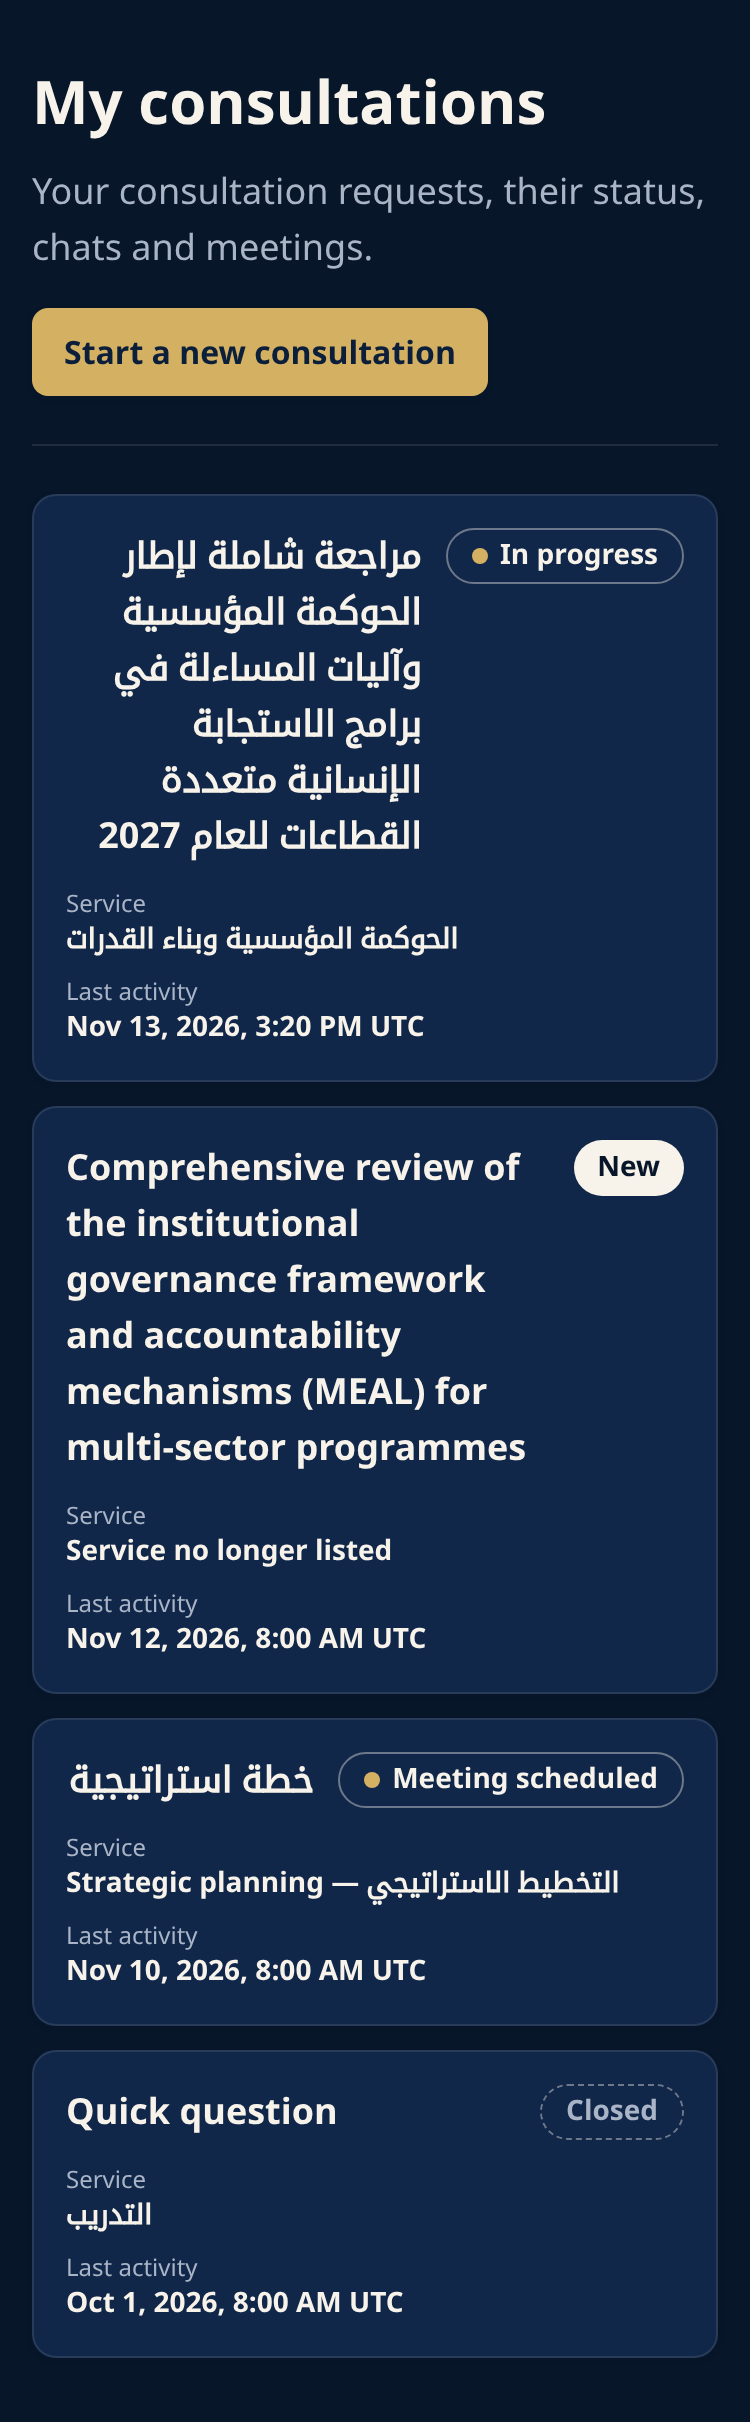 My consultations
Your consultation requests, their status,
chats and meetings.
Start a new consultation
مراجعة شاملة لإطار
الحوكمة المؤسسية
وآليات المساءلة في
برامج الاستجابة
الإنسانية متعددة
القطاعات للعام 2027
In progress
Service
الحوكمة المؤسسية وبناء القدرات
Last activity
Nov 13, 2026, 3:20 PM UTC
Comprehensive review of
the institutional
governance framework
and accountability
mechanisms (MEAL) for
multi-sector programmes
New
Service
Service no longer listed
Last activity
Nov 12, 2026, 8:00 AM UTC
خطة استراتيجية
Meeting scheduled
Service
Strategic planning — التخطيط الاستراتيجي
Last activity
Nov 10, 2026, 8:00 AM UTC
Quick question
Closed
Service
التدريب
Last activity
Oct 1, 2026, 8:00 AM UTC